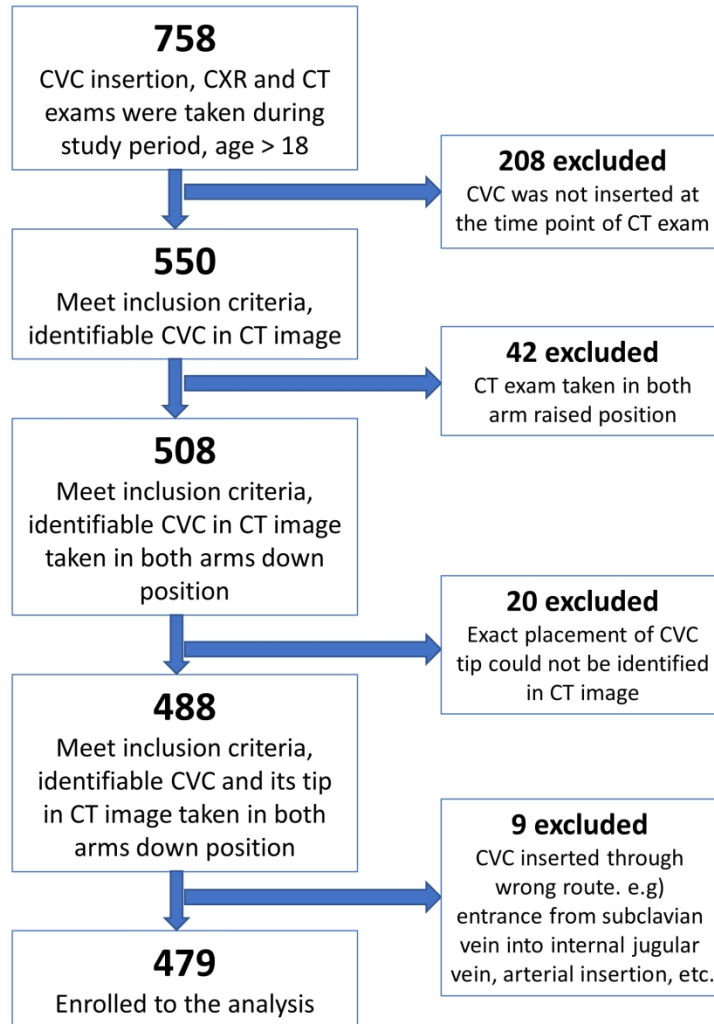 758
CVC insertion, CXR and CT
exams were taken during
study period, age > 18
208 excluded
CVC was not inserted at
the time point of CT exam
550
Meet inclusion criteria,
identifiable CVC in CT image
42 excluded
CT exam taken in both
arm raised position
508
Meet inclusion criteria,
identifiable CVC in CT image
taken in both arms down
position
20 excluded
Exact placement of CVC
tip could not be identified
in CT image
488
Meet inclusion criteria,
identifiable CVC and its tip
in CT image taken in both
arms down position
9 excluded
CVC inserted through
wrong route. e.g)
entrance from subclavian
vein into internal jugular
vein, arterial insertion, etc.
479
Enrolled to the analysis